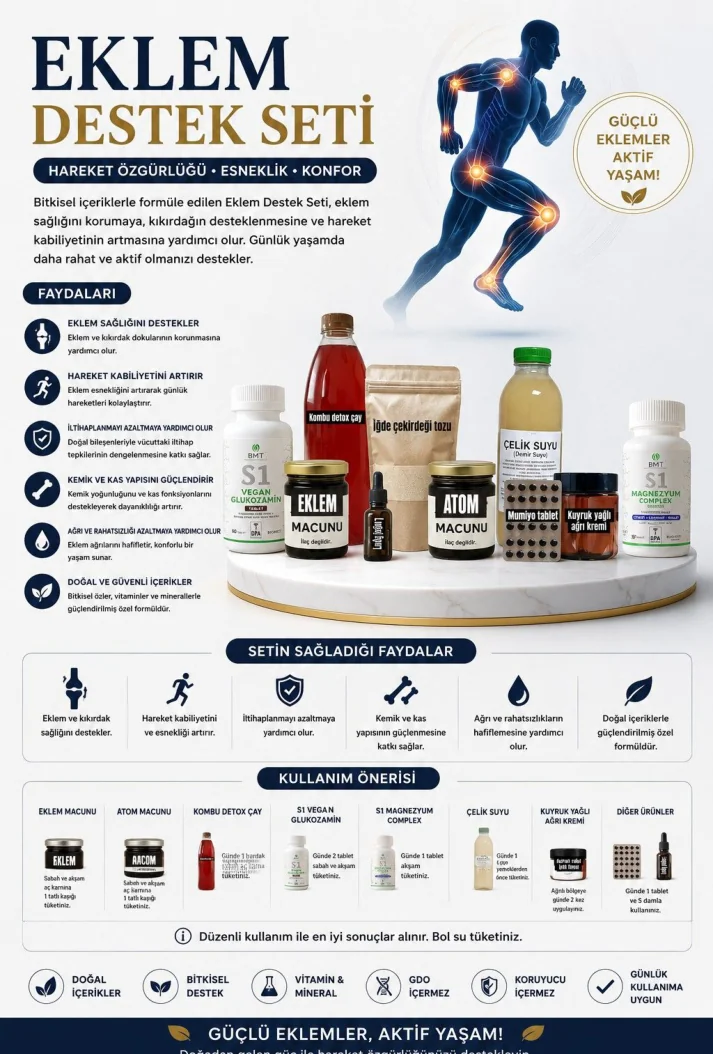 EKLEM
DESTEK SETİ
HAREKET ÖZGÜRLÜĞÜ • ESNEKLİK • KONFOR
Bitkisel içeriklerle formüle edilen Eklem Destek Seti, eklem
sağlığını korumaya, kıkırdağın desteklenmesine ve hareket
kabiliyetinin artmasına yardımcı olur. Günlük yaşamda
daha rahat ve aktif olmanızı destekler.
GÜÇLÜ
EKLEMLER
AKTİF
YAŞAM!
FAYDALARI
EKLEM SAĞLIĞINI DESTEKLER
Eklem ve kıkırdak dokularının korunmasına
yardımcı olur.
HAREKET KABİLİYETİNİ ARTIRIR
Eklem esnekliğini artırarak günlük
hareketleri kolaylaştırır.
İLTİHAPLANMAYI AZALTMAYA YARDIMCI OLUR
Doğal bileşenleriyle vücuttaki iltihap
tepkilerinin dengelenmesine katkı sağlar.
KEMİK VE KAS YAPISINI GÜÇLENDİRİR
Kemik yoğunluğunu ve kas fonksiyonlarını
destekleyerek dayanıklılığı artırır.
AĞRI VE RAHATSIZLIĞI AZALTMAYA YARDIMCI OLUR
Eklem ağrılarını hafifletir, konforlu bir
yaşam sunar.
DOĞAL VE GÜVENLİ İÇERİKLER
Bitkisel özler, vitaminler ve minerallerle
güçlendirilmiş özel formüldür.
BMT
S1
VEGAN
GLUKOZAMİN
GPA
EKLEM
MACUNU
İlaç değildir.
Kombu detox çay
iğde çekirdeği tozu
ATOM
MACUNU
İlaç değildir.
ÇELİK SUYU
(Demir Suyu)
Mumiyo tablet
Kuyruk yağlı
ağrı kremi
BMT
S1
MAGNEZYUM
COMPLEX
GPA
SETİN SAĞLADIĞI FAYDALAR
Eklem ve kıkırdak
sağlığını destekler.
Hareket kabiliyetini
ve esnekliği artırır.
İltihaplanmayı azaltmaya
yardımcı olur.
Kemik ve kas
yapısının güçlenmesine
katkı sağlar.
Ağrı ve rahatsızlıkların
hafiflemesine yardımcı
olur.
Doğal içeriklerle
güçlendirilmiş özel
formüldür.
KULLANIM ÖNERİSİ
EKLEM MACUNU
EKLEM
Sabah ve akşam
aç karnına
1 tatlı kaşığı
tüketiniz.
ATOM MACUNU
AACOM
Sabah ve akşam
aç karnına
1 tatlı kaşığı
tüketiniz.
KOMBU DETOX ÇAY
Günde 1 bardak
tüketiniz.
S1 VEGAN
GLUKOZAMİN
S1
Günde 2 tablet
sabah ve akşam
tüketiniz.
S1 MAGNEZYUM
COMPLEX
S1
Günde 1 tablet
akşam
tüketiniz.
ÇELİK SUYU
Günde 1
yemeklerden
önce tüketiniz.
KUYRUK YAĞLI
AĞRI KREMİ
Ağrılı bölgeye
günde 2 kez
uygulayınız.
DİĞER ÜRÜNLER
Günde 1 tablet
ve 5 damla
kullanınız.
Düzenli kullanım ile en iyi sonuçlar alınır. Bol su tüketiniz.
DOĞAL
İÇERİKLER
BİTKİSEL
DESTEK
VİTAMİN &
MİNERAL
GDO
İÇERMEZ
KORUYUCU
İÇERMEZ
GÜNLÜK
KULLANIMA
UYGUN
GÜÇLÜ EKLEMLER, AKTİF YAŞAM!